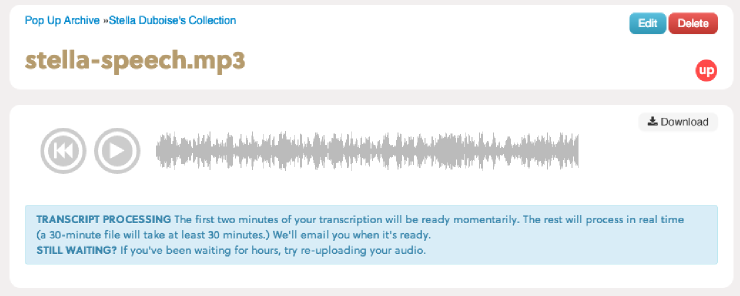 Pop Up Archive »Stella Duboise's Collection
Edit
Delete
stella-speech.mp3
up
Download
TRANSCRIPT PROCESSING The first two minutes of your transcription will be ready momentarily. The rest will process in real time
(a 30-minute file will take at least 30 minutes.) We'll email you when it's ready.
STILL WAITING? If you've been waiting for hours, try re-uploading your audio.